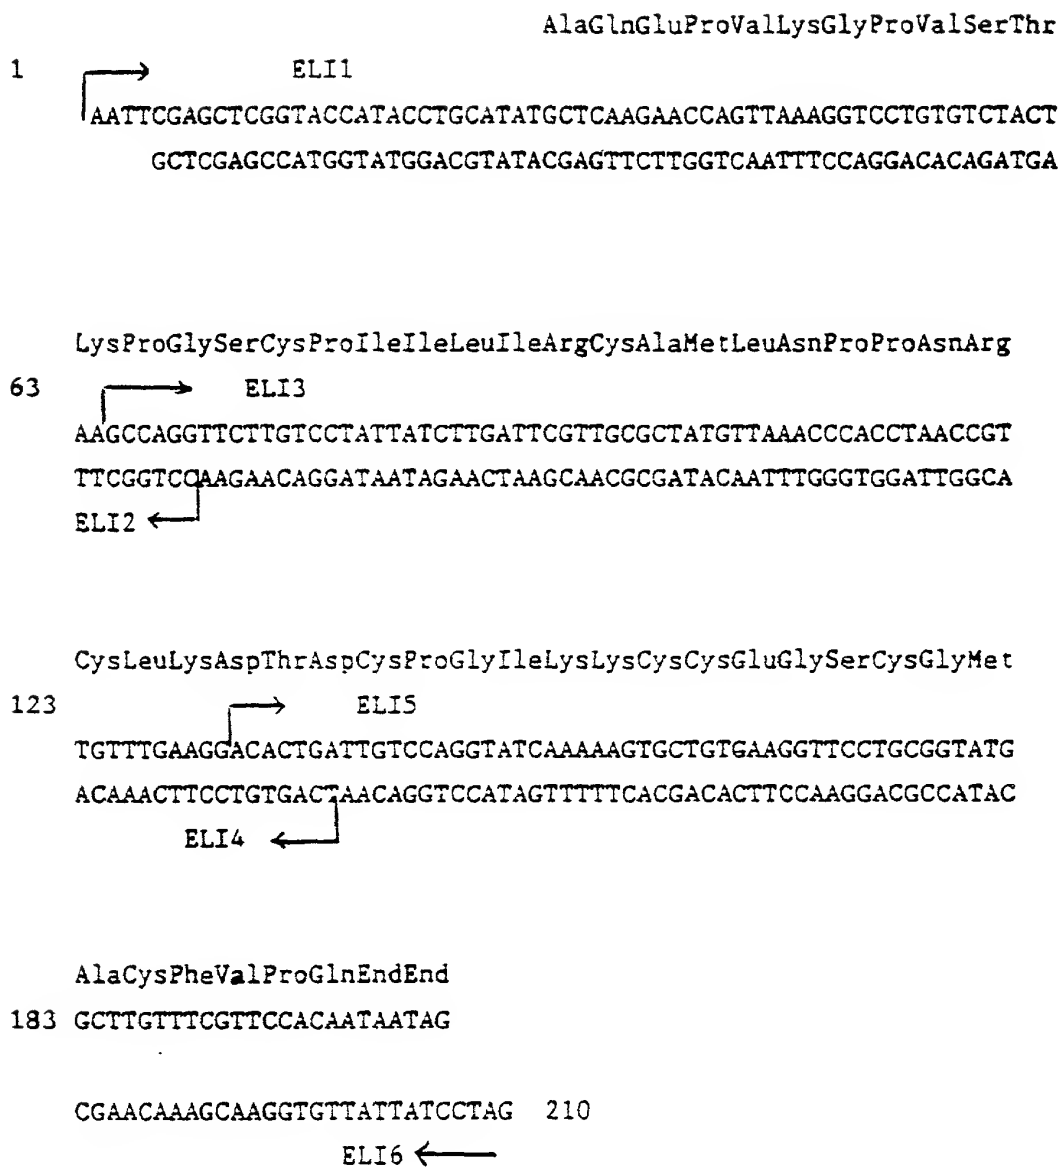 AlaGlnGluProValLysGlyProValSerThr
1 ELI1
AATTCGAGCTCGGTACCATACCTGCATATGCTCAAGAACCAGTTAAAGGTCCTGTGTCTACT
GCTCGAGCCATGGTATGGACGTATACGAGTTCTTGGTCAATTTCCAGGACACAGATGA
LysProGlySerCysProIleIleLeuIleArgCysAlaMetLeuAsnProProAsnArg
63 ELI3
AAGCCAGGTTCTTGTCCTATTATCTTGATTCGTTGCGCTATGTTAAACCCACCTAACCGT
TTCGGTCCAAGAACAGGATAATAGAACTAAGCAACGCGATACAATTTGGGTGGATTGGCA
ELI2
CysLeuLysAspThrAspCysProGlyIleLysLysCysCysGluGlySerCysGlyMet
123 ELI5
TGTTTGAAGGACACTGATTGTCCAGGTATCAAAAAGTGCTGTGAAGGTTCCTGCGGTATG
ACAAACTTCCTGTGACTAACAGGTCCATAGTTTTTCACGACACTTCCAAGGACGCCATAC
ELI4
AlaCysPheValProGlnEndEnd
183 GCTTGTTTCGTTCCACAATAATAG
CGAACAAAGCAAGGTGTTATTATCCTAG 210
ELI6